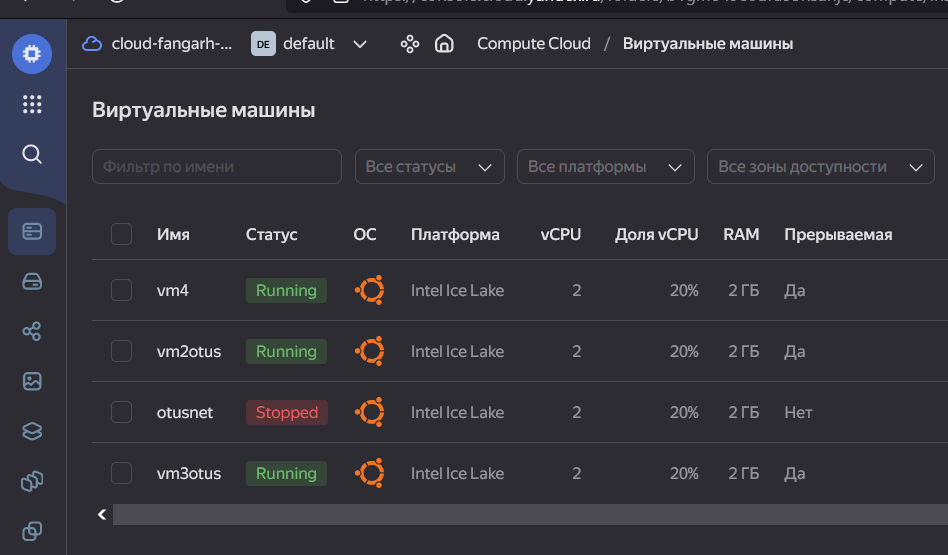 cloud-fangarh-... DE default Compute Cloud / Виртуальные машины
Виртуальные машины
Фильтр по имени Все статусы Все платформы Все зоны доступности
Имя Статус ОС Платформа vCPU Доля vCPU RAM Прерываемая
vm4 Running Intel Ice Lake 2 20% 2 ГБ Да
vm2otus Running Intel Ice Lake 2 20% 2 ГБ Да
otusnet Stopped Intel Ice Lake 2 20% 2 ГБ Нет
vm3otus Running Intel Ice Lake 2 20% 2 ГБ Да